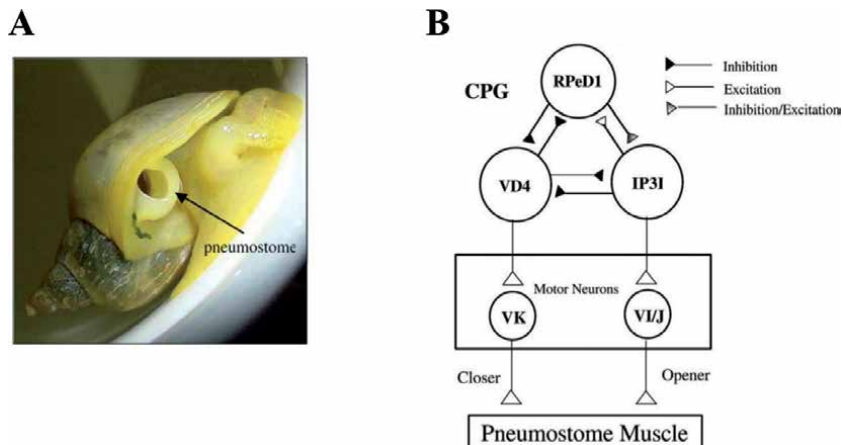 A
pneumostome
B
CPG
RPeD1
Inhibition
Excitation
Inhibition/Excitation
VD4
IP3I
Motor Neurons
VK
VI/J
Closer
Opener
Pneumostome Muscle